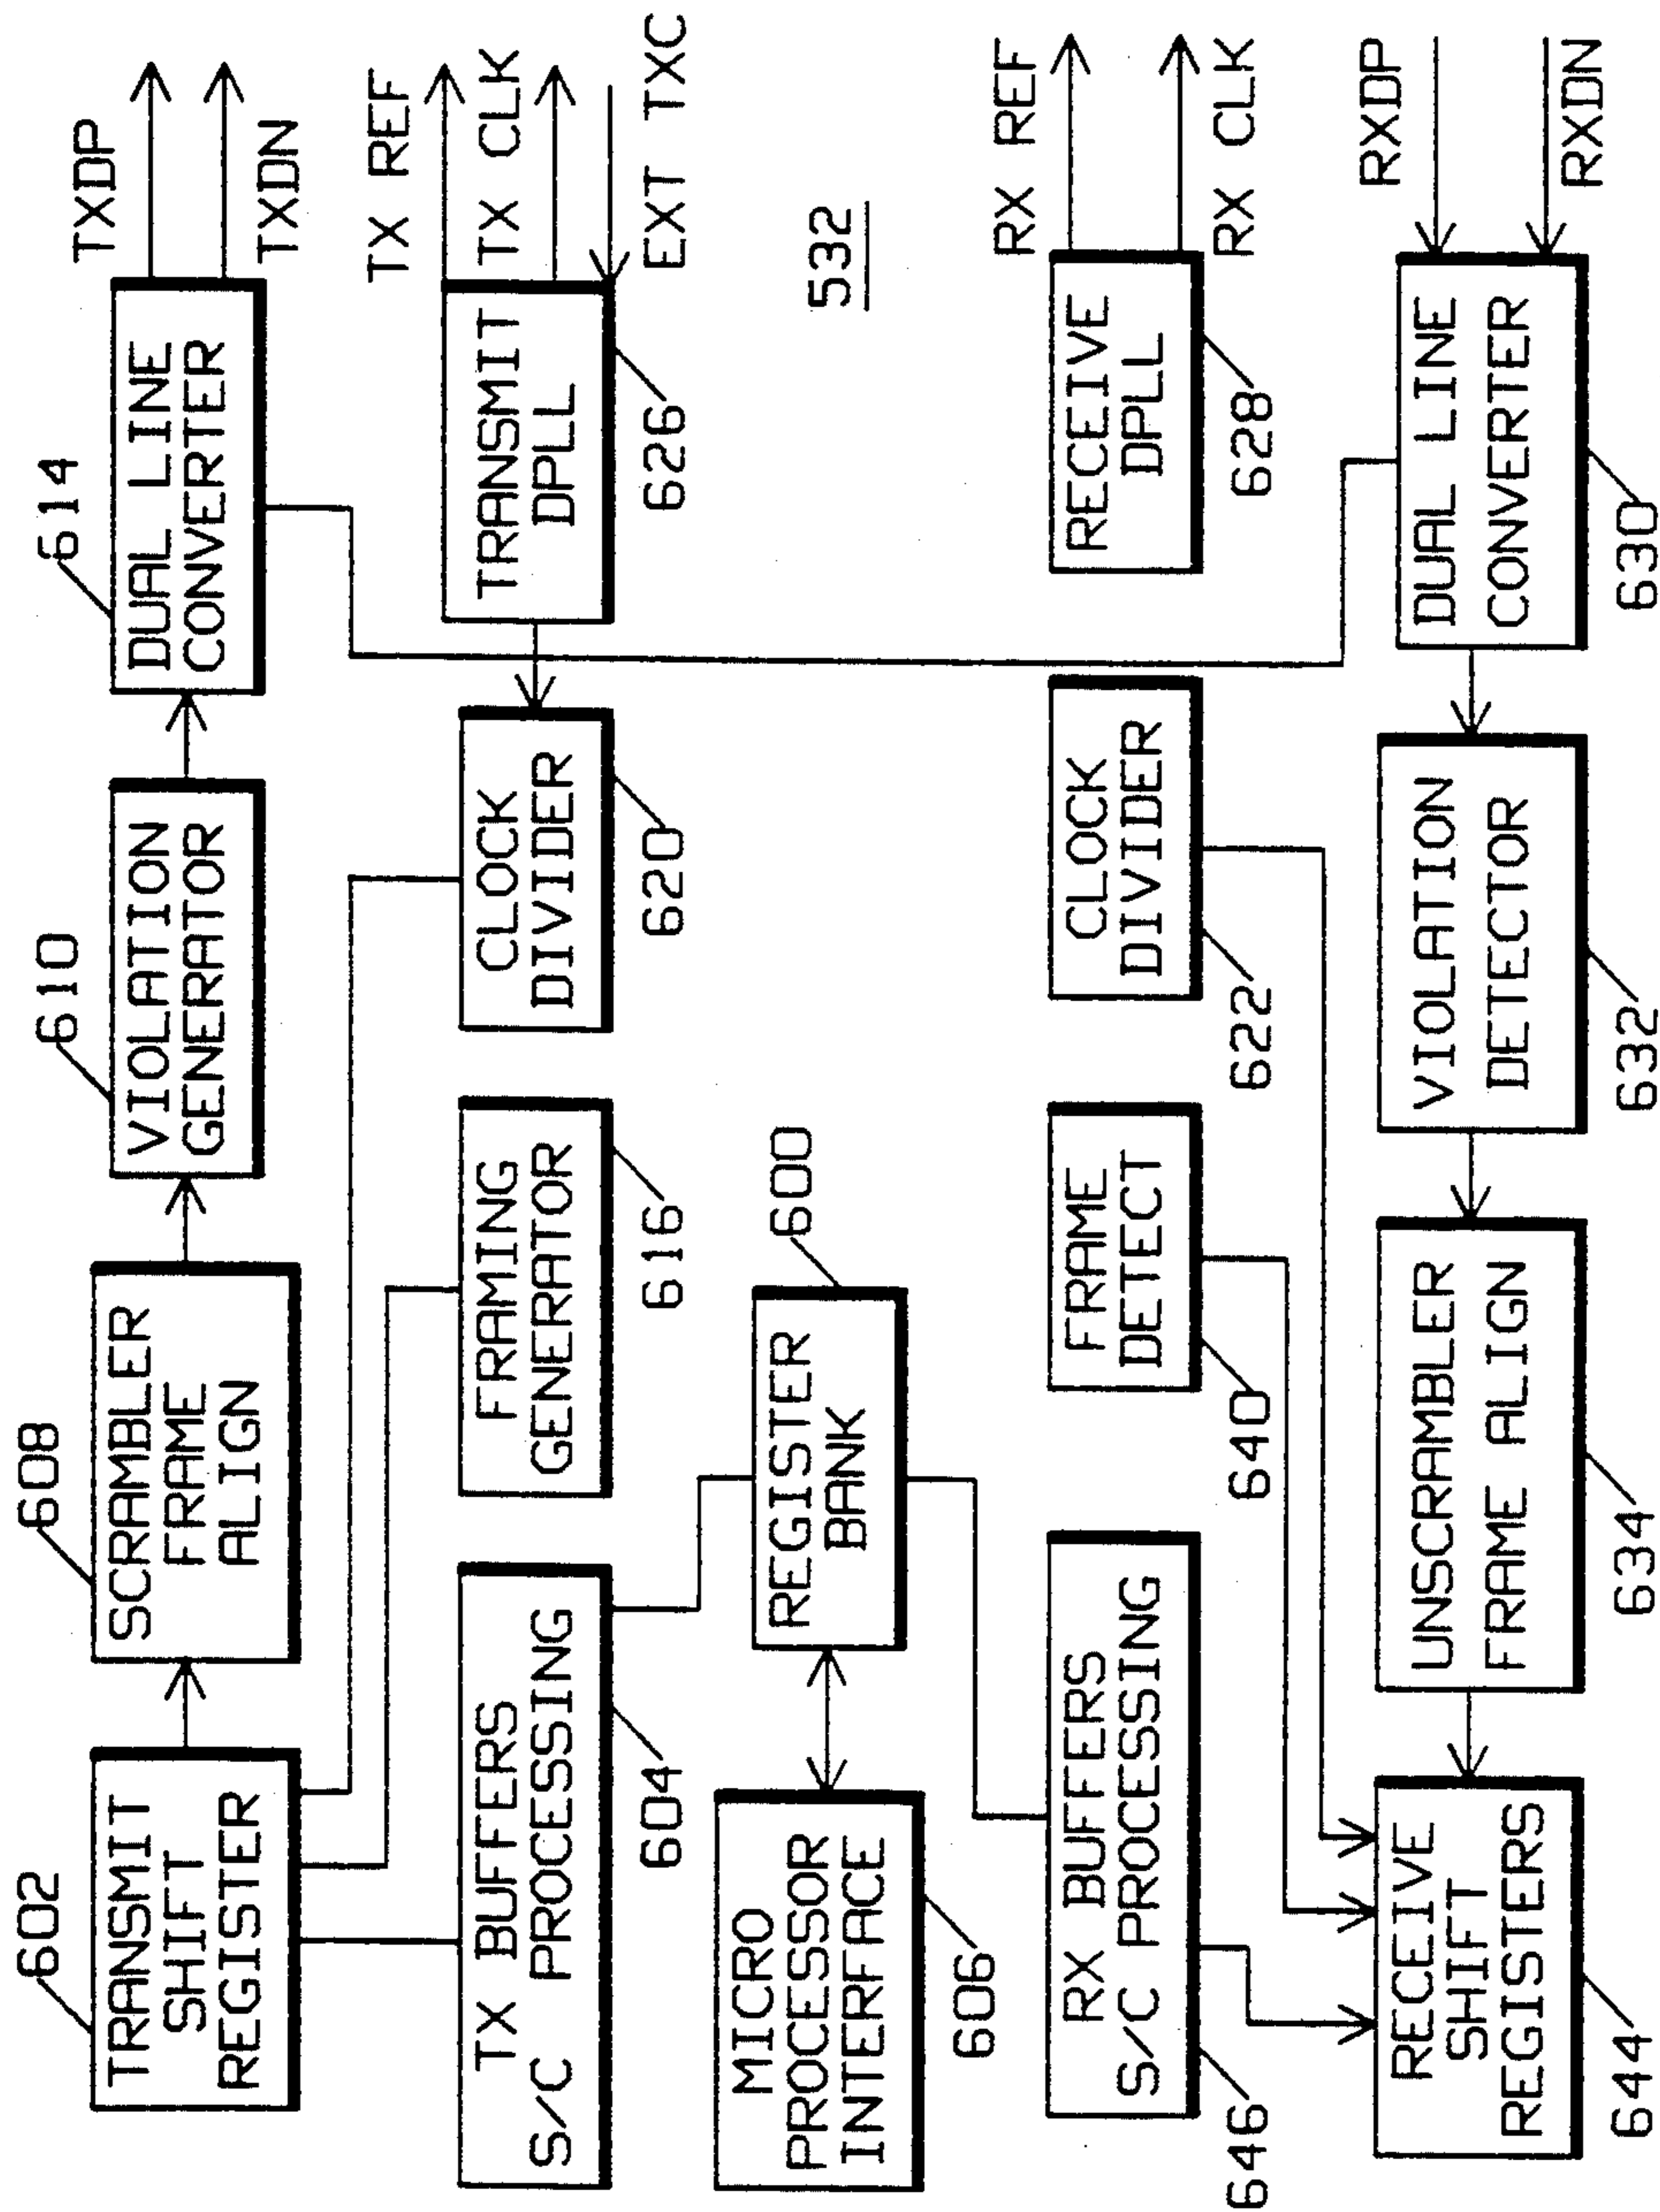 602
TRANSMIT
SHIFT
REGISTER
608
SCRAMBLER
FRAME
ALIGN
610
VIOLATION
GENERATOR
614
DUAL LINE
CONVERTER
TXDP
TXDN
TX BUFFERS
S/C PROCESSING
604
FRAMING
GENERATOR
616
CLOCK
DIVIDER
620
TRANSMIT
DPLL
626
TX REF
TX CLK
EXT TXC
MICRO
PROCESSOR
INTERFACE
606
REGISTER
BANK
600
532
RX BUFFERS
S/C PROCESSING
646
FRAME
DETECT
640
CLOCK
DIVIDER
622
RECEIVE
DPLL
628
RX REF
RX CLK
RECEIVE
SHIFT
REGISTERS
644
UNSCRAMBLER
FRAME ALIGN
634
VIOLATION
DETECTOR
632
DUAL LINE
CONVERTER
630
RXDP
RXDN